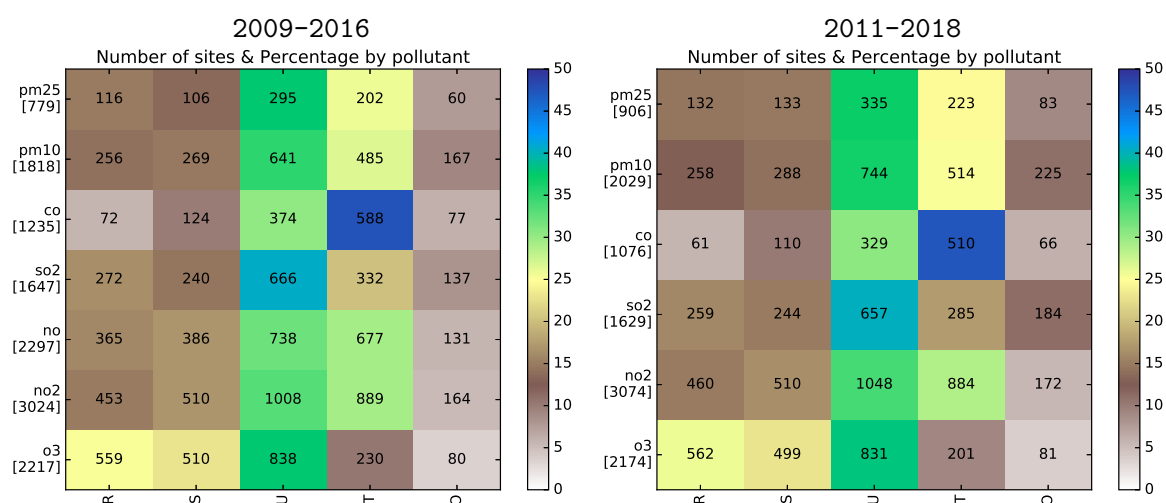 2009−2016
Number of sites & Percentage by pollutant
pm25
[779]
116 106 295 202 60
pm10
[1818]
256 269 641 485 167
co
[1235]
72 124 374 588 77
so2
[1647]
272 240 666 332 137
no
[2297]
365 386 738 677 131
no2
[3024]
453 510 1008 889 164
o3
[2217]
559 510 838 230 80
R S U T O
50
45
40
35
30
25
20
15
10
5
0
2011−2018
Number of sites & Percentage by pollutant
pm25
[906]
132 133 335 223 83
pm10
[2029]
258 288 744 514 225
co
[1076]
61 110 329 510 66
so2
[1629]
259 244 657 285 184
no2
[3074]
460 510 1048 884 172
o3
[2174]
562 499 831 201 81
R S U T O
50
45
40
35
30
25
20
15
10
5
0